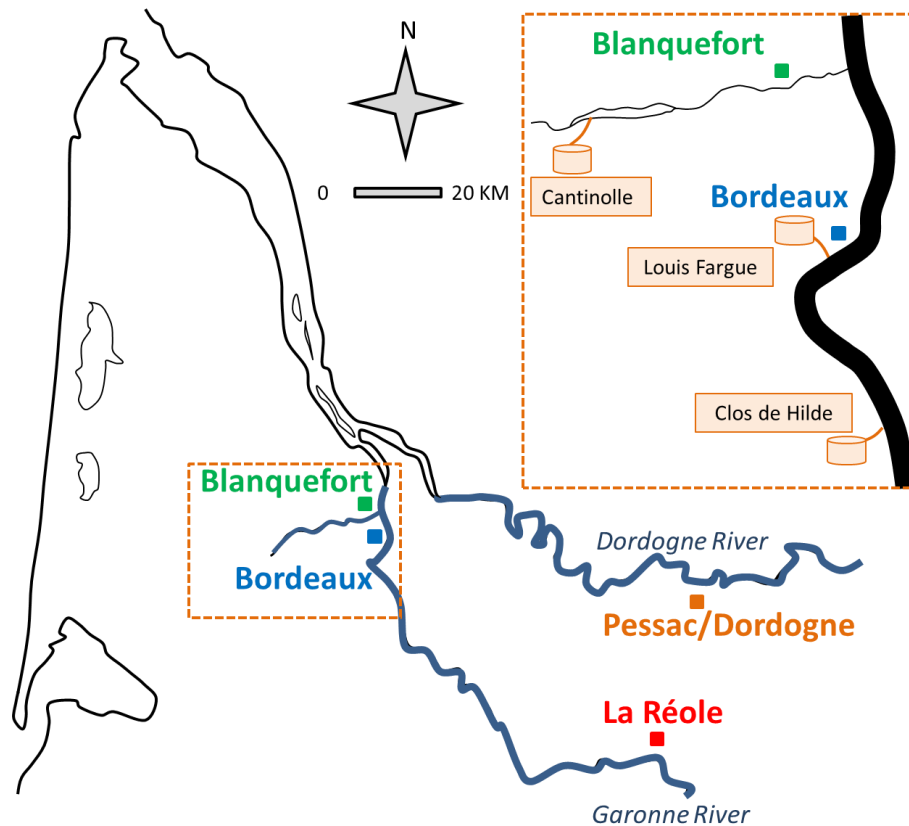 N
0
20 KM
Blanquefort
Cantinolle
Bordeaux
Louis Fargue
Clos de Hilde
Blanquefort
Bordeaux
Dordogne River
Pessac/Dordogne
La Réole
Garonne River